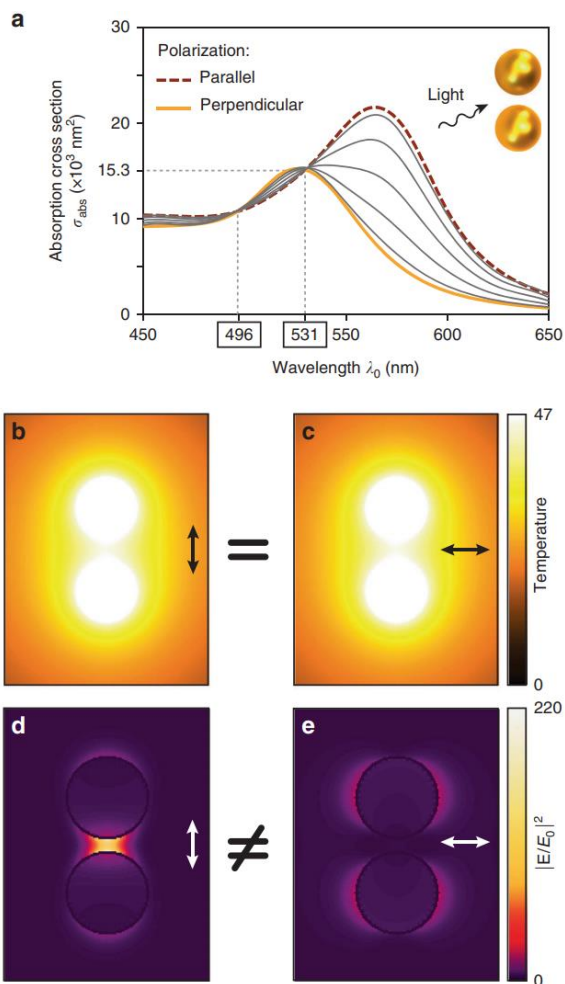 a
30
20
15.3
10
0
Absorption cross section
σabs (×10³ nm²)
Polarization:
Parallel
Perpendicular
Light
450
496
531
550
600
650
Wavelength λ0 (nm)
b
=
c
47
Temperature
0
d
≠
e
220
|E/E0|²
0